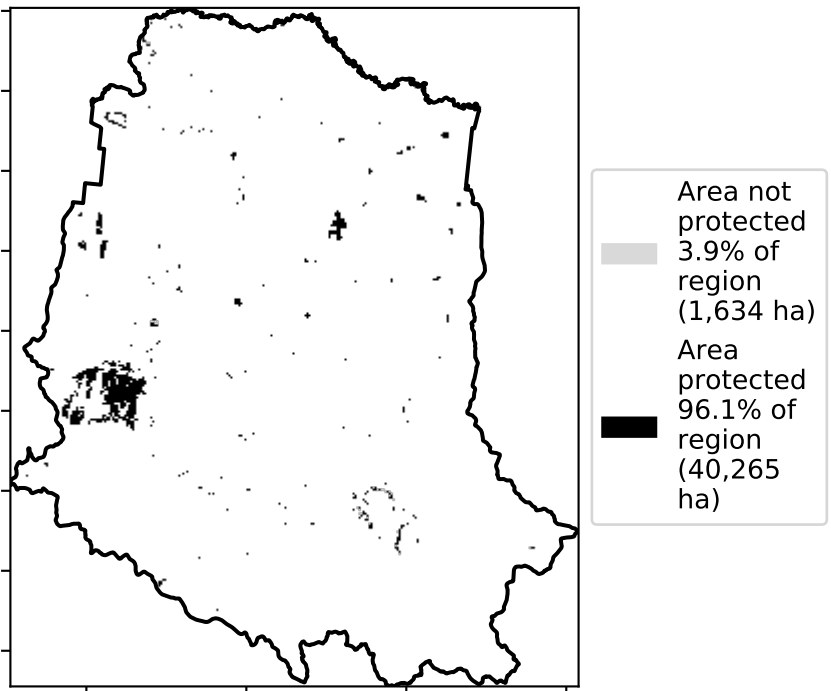 Area not
protected
3.9% of
region
(1,634 ha)
Area
protected
96.1% of
region
(40,265
ha)